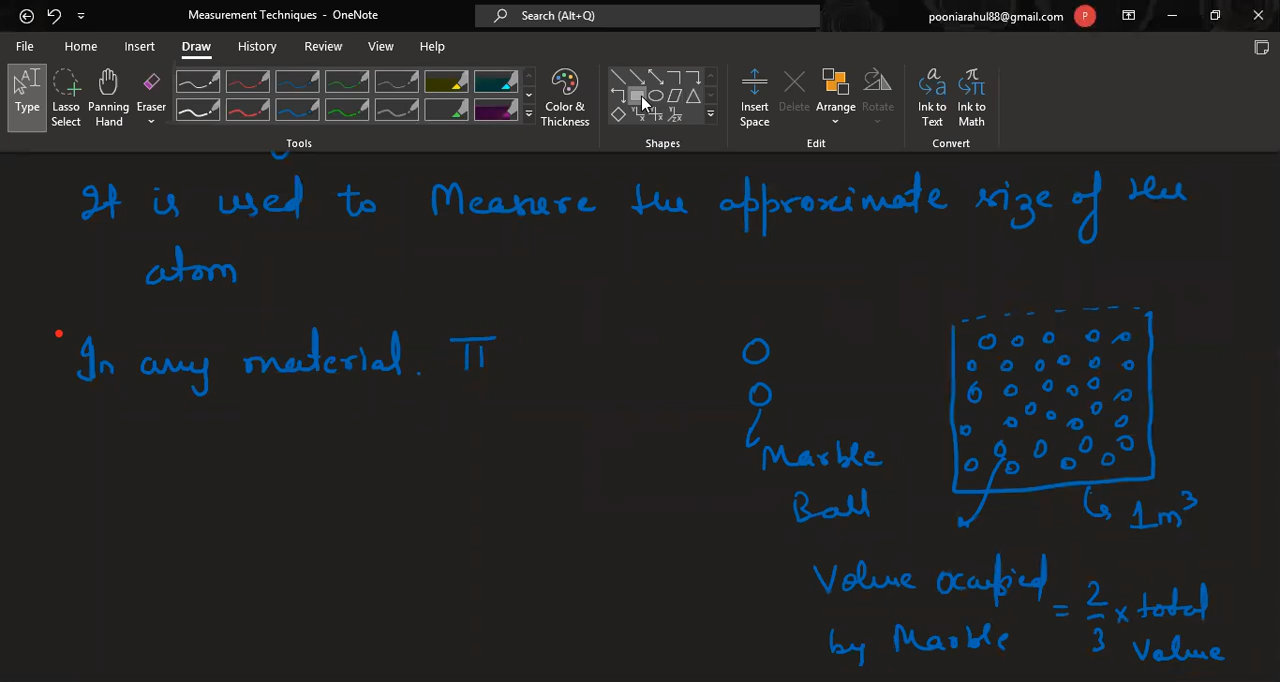 Measurement Techniques - OneNote
Search (Alt+Q)
pooniarahul88@gmail.com
P
File Home Insert Draw History Review View Help
Type
Lasso Select
Panning Hand
Eraser
Color & Thickness
Insert Space
Delete
Arrange
Rotate
Ink to Text
Ink to Math
Tools
Shapes
Edit
Convert
It is used to Measure the approximate size of the
atom
In any material.
Marble
Ball
1m³
Volume occupied
by Marble
= 2/3 × total
Volume